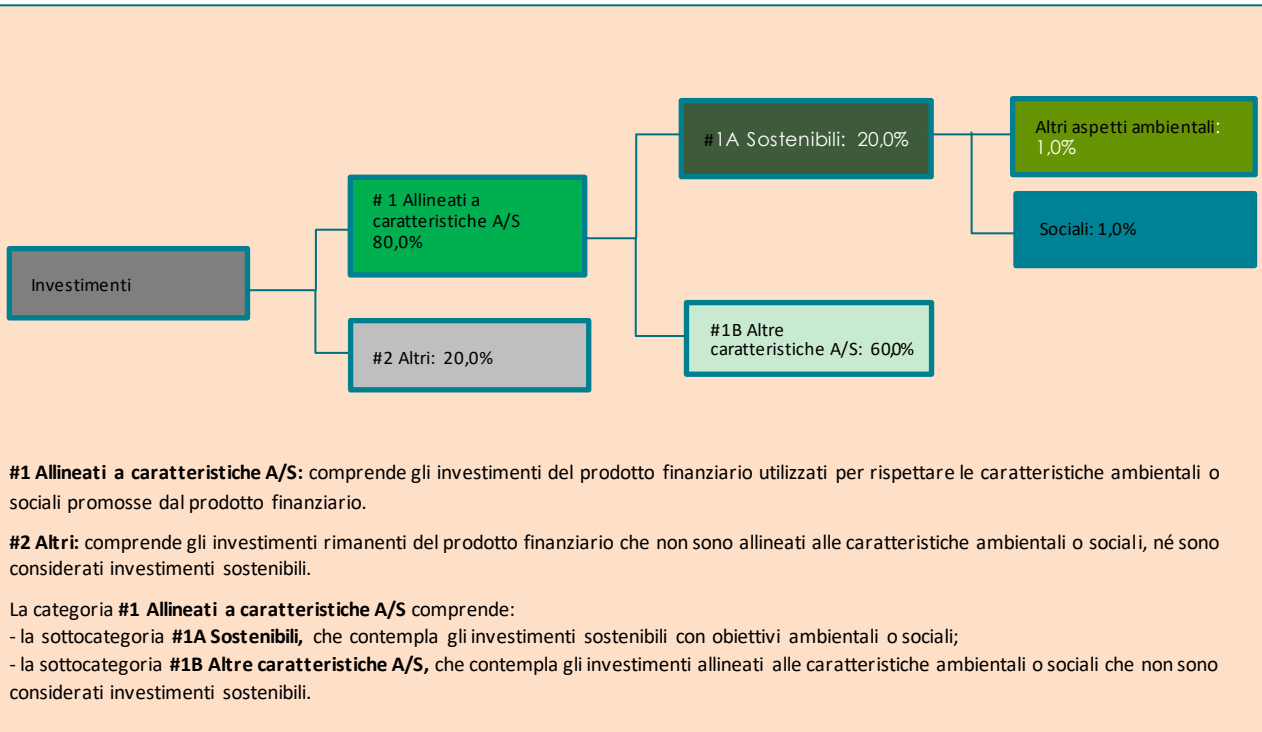 #1A Sostenibili: 20,0%
Altri aspetti ambientali:
1,0%
# 1 Allineati a
caratteristiche A/S
80,0%
Sociali: 1,0%
Investimenti
#2 Altri: 20,0%
#1B Altre
caratteristiche A/S: 60,0%
#1 Allineati a caratteristiche A/S: comprende gli investimenti del prodotto finanziario utilizzati per rispettare le caratteristiche ambientali o
sociali promosse dal prodotto finanziario.
#2 Altri: comprende gli investimenti rimanenti del prodotto finanziario che non sono allineati alle caratteristiche ambientali o sociali, né sono
considerati investimenti sostenibili.
La categoria #1 Allineati a caratteristiche A/S comprende:
- la sottocategoria #1A Sostenibili, che contempla gli investimenti sostenibili con obiettivi ambientali o sociali;
- la sottocategoria #1B Altre caratteristiche A/S, che contempla gli investimenti allineati alle caratteristiche ambientali o sociali che non sono
considerati investimenti sostenibili.